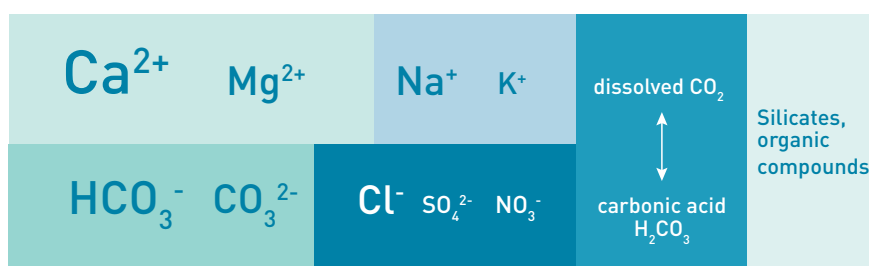 Ca²⁺ Mg²⁺ Na⁺ K⁺
HCO₃⁻ CO₃²⁻ Cl⁻ SO₄²⁻ NO₃⁻
dissolved CO₂
carbonic acid
H₂CO₃
Silicates,
organic
compounds